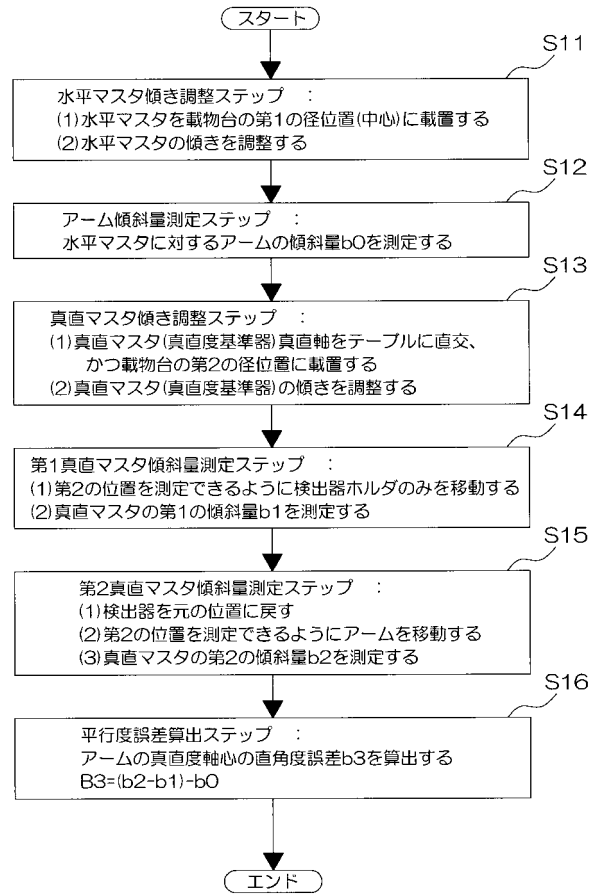 スタート
S11
水平マスタ傾き調整ステップ　：
(1)水平マスタを載物台の第1の径位置(中心)に載置する
(2)水平マスタの傾きを調整する
S12
アーム傾斜量測定ステップ　：
水平マスタに対するアームの傾斜量b0を測定する
S13
真直マスタ傾き調整ステップ　：
(1)真直マスタ(真直度基準器)真直軸をテーブルに直交、
かつ載物台の第2の径位置に載置する
(2)真直マスタ(真直度基準器)の傾きを調整する
S14
第1真直マスタ傾斜量測定ステップ　：
(1)第2の位置を測定できるように検出器ホルダのみを移動する
(2)真直マスタの第1の傾斜量b1を測定する
S15
第2真直マスタ傾斜量測定ステップ　：
(1)検出器を元の位置に戻す
(2)第2の位置を測定できるようにアームを移動する
(3)真直マスタの第2の傾斜量b2を測定する
S16
平行度誤差算出ステップ　：
アームの真直度軸心の直角度誤差b3を算出する
B3=(b2-b1)-b0
エンド